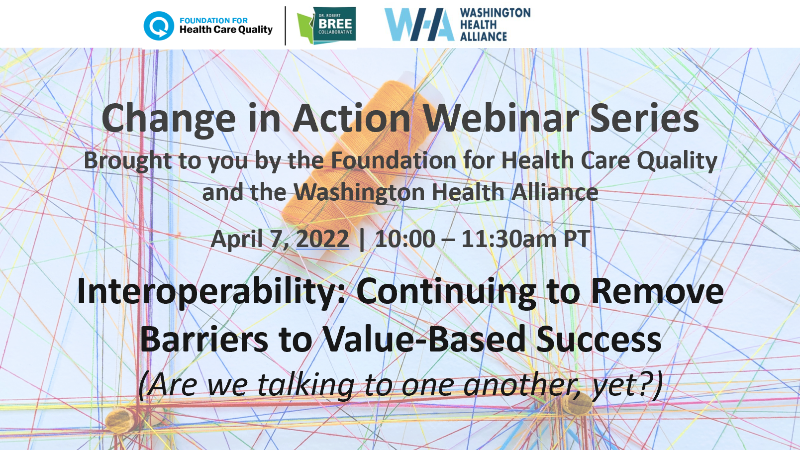 FOUNDATION FOR
Health Care Quality
DR. ROBERT
BREE
COLLABORATIVE
WHA
WASHINGTON
HEALTH
ALLIANCE
Change in Action Webinar Series
Brought to you by the Foundation for Health Care Quality
and the Washington Health Alliance
April 7, 2022 | 10:00 – 11:30am PT
Interoperability: Continuing to Remove
Barriers to Value-Based Success
(Are we talking to one another, yet?)